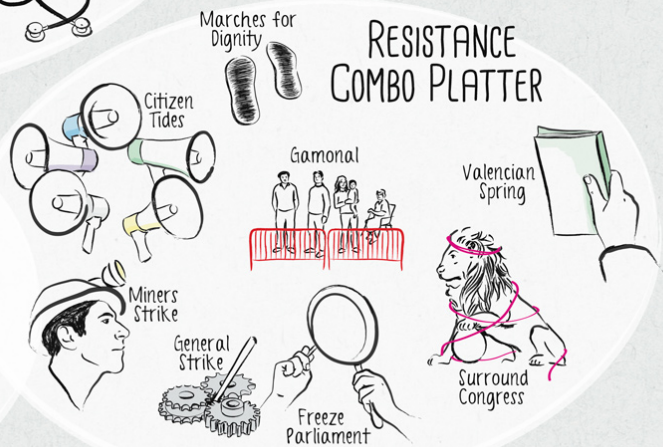 Marches for
Dignity
RESISTANCE
COMBO PLATTER
Citizen
Tides
Gamonal
Valencian
Spring
Miners
Strike
General
Strike
Freeze
Parliament
Surround
Congress